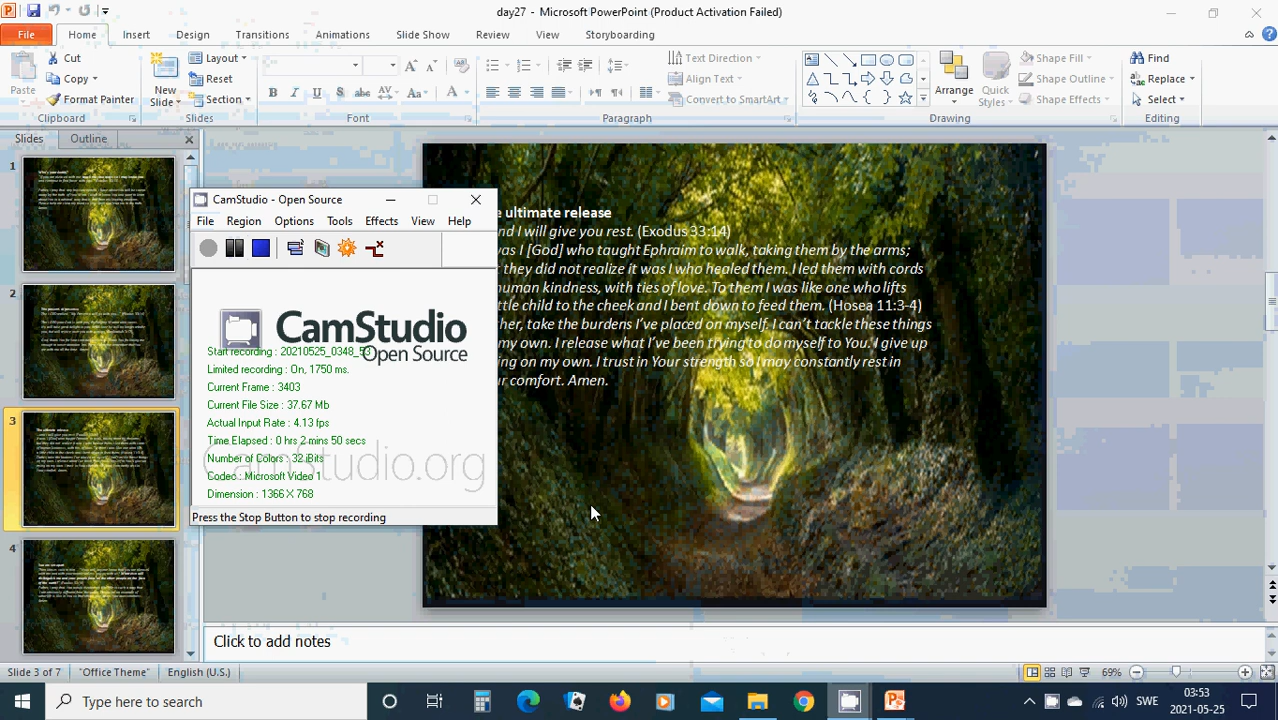 day27 - Microsoft PowerPoint (Product Activation Failed)
File Home Insert Design Transitions Animations Slide Show Review View Storyboarding
Paste
Cut
Copy
Format Painter
Clipboard
New Slide
Layout
Reset
Section
Slides
Font
Text Direction
Align Text
Convert to SmartArt
Paragraph
Arrange
Quick Styles
Shape Fill
Shape Outline
Shape Effects
Drawing
Find
Replace
Select
Editing
Slides Outline
1
2
3
4
CamStudio - Open Source
File Region Options Tools Effects View Help
CamStudio
Open Source
Start recording : 20210525_0348_5
Limited recording : On, 1750 ms.
Current Frame : 3403
Current File Size : 37.67 Mb
Actual Input Rate : 4.13 fps
Time Elapsed : 0 hrs 2 mins 50 secs
Number of Colors : 32 Bits
Codec : Microsoft Video 1
Dimension : 1366 X 768
CamStudio.org
Press the Stop Button to stop recording
e ultimate release
nd I will give you rest. (Exodus 33:14)
was I [God] who taught Ephraim to walk, taking them by the arms;
they did not realize it was I who healed them. I led them with cords
human kindness, with ties of love. To them I was like one who lifts
ttle child to the cheek and I bent down to feed them. (Hosea 11:3-4)
her, take the burdens I've placed on myself. I can't tackle these things
my own. I release what I've been trying to do myself to You. I give up
ing on my own. I trust in Your strength so I may constantly rest in
ur comfort. Amen.
Click to add notes
Slide 3 of 7 "Office Theme" English (U.S.) 69%
Type here to search
SWE
03:53
2021-05-25